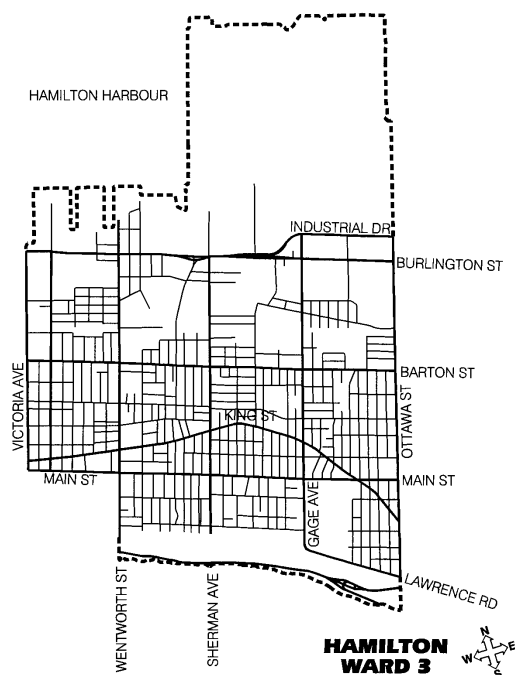 HAMILTON HARBOUR
INDUSTRIAL DR
BURLINGTON ST
BARTON ST
VICTORIA AVE
OTTAWA ST
KING ST
MAIN ST
MAIN ST
GAGE AVE
LAWRENCE RD
WENTWORTH ST
SHERMAN AVE
HAMILTON
WARD 3
N
W E
S